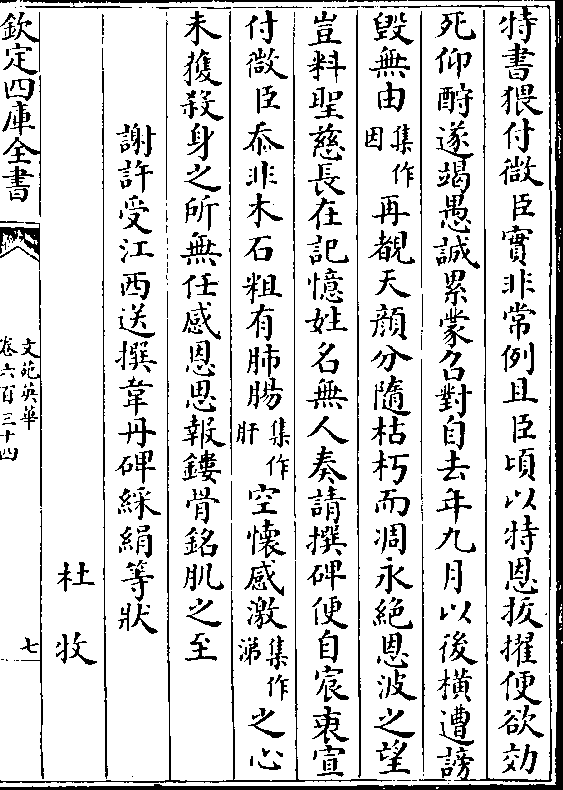 特書猥付微臣實非常例且臣頃以特恩拔擢便欲効
死仰酧遂竭愚誠累蒙召對自去年九月以後橫遭謗
毁無由集作因再覩天顔分隨枯朽而凋永絶恩波之望
豈料聖慈長在記憶姓名無人奏請撰碑便自宸衷宣
付微臣忝非木石粗有肺腸集作肝空懐感激集作涕之心
未獲殺身之所無任感恩思報鏤骨銘肌之至
謝許受江西送撰韋丹碑綵絹等狀
杜牧
欽定四庫全書
文苑英華
卷六百三十四
七